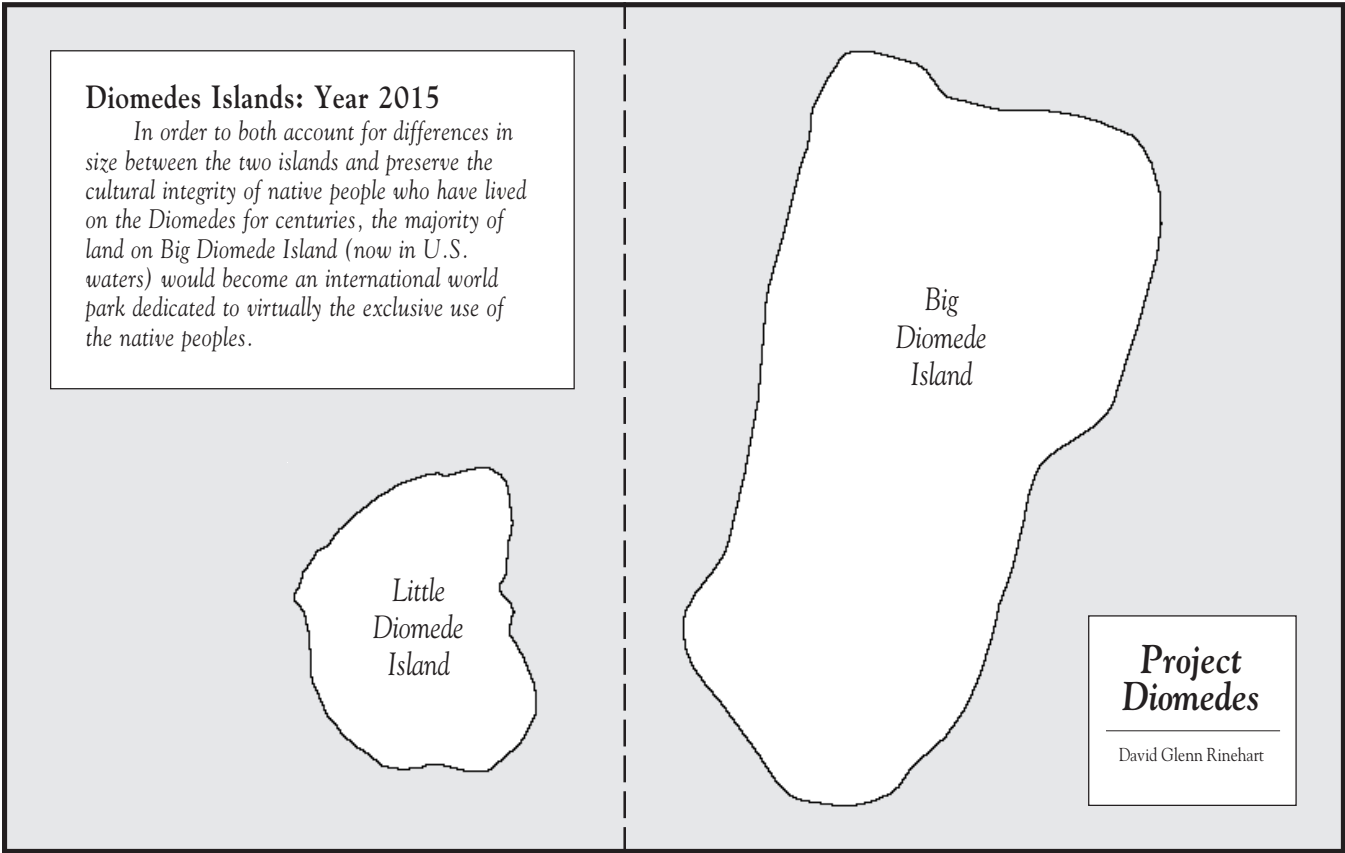 Diomedes Islands: Year 2015
In order to both account for differences in
size between the two islands and preserve the
cultural integrity of native people who have lived
on the Diomedes for centuries, the majority of
land on Big Diomede Island (now in U.S.
waters) would become an international world
park dedicated to virtually the exclusive use of
the native peoples.
Big
Diomede
Island
Little
Diomede
Island
Project
Diomedes
David Glenn Rinehart